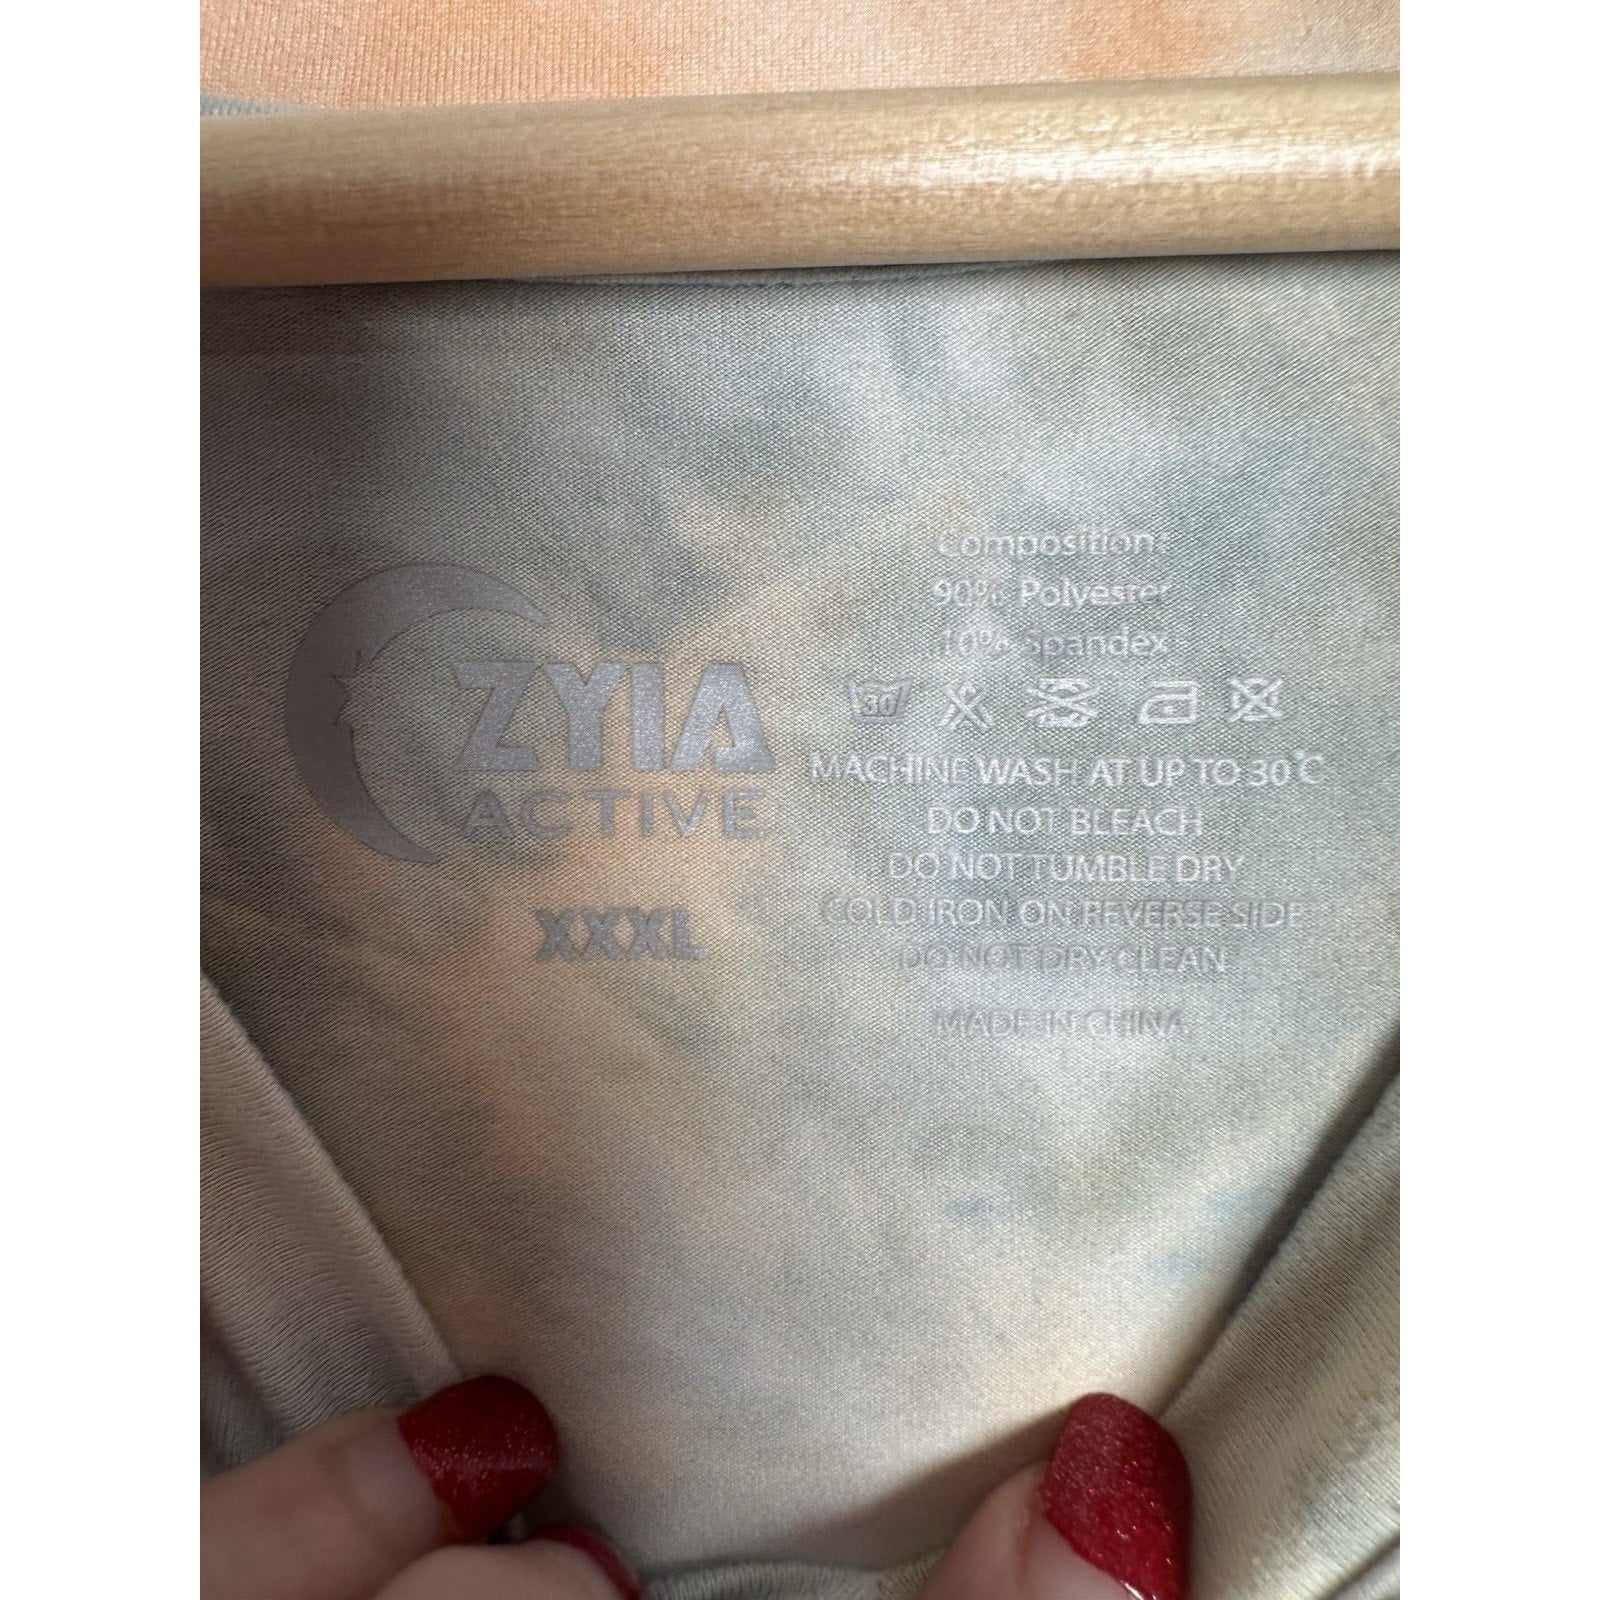 ZYIA
ACTIVE
XXXL
Composition:
90% Polyester
10% Spandex
30
MACHINE WASH AT UP TO 30°C
DO NOT BLEACH
DO NOT TUMBLE DRY
COLD IRON ON REVERSE SIDE
DO NOT DRY CLEAN
MADE IN CHINA